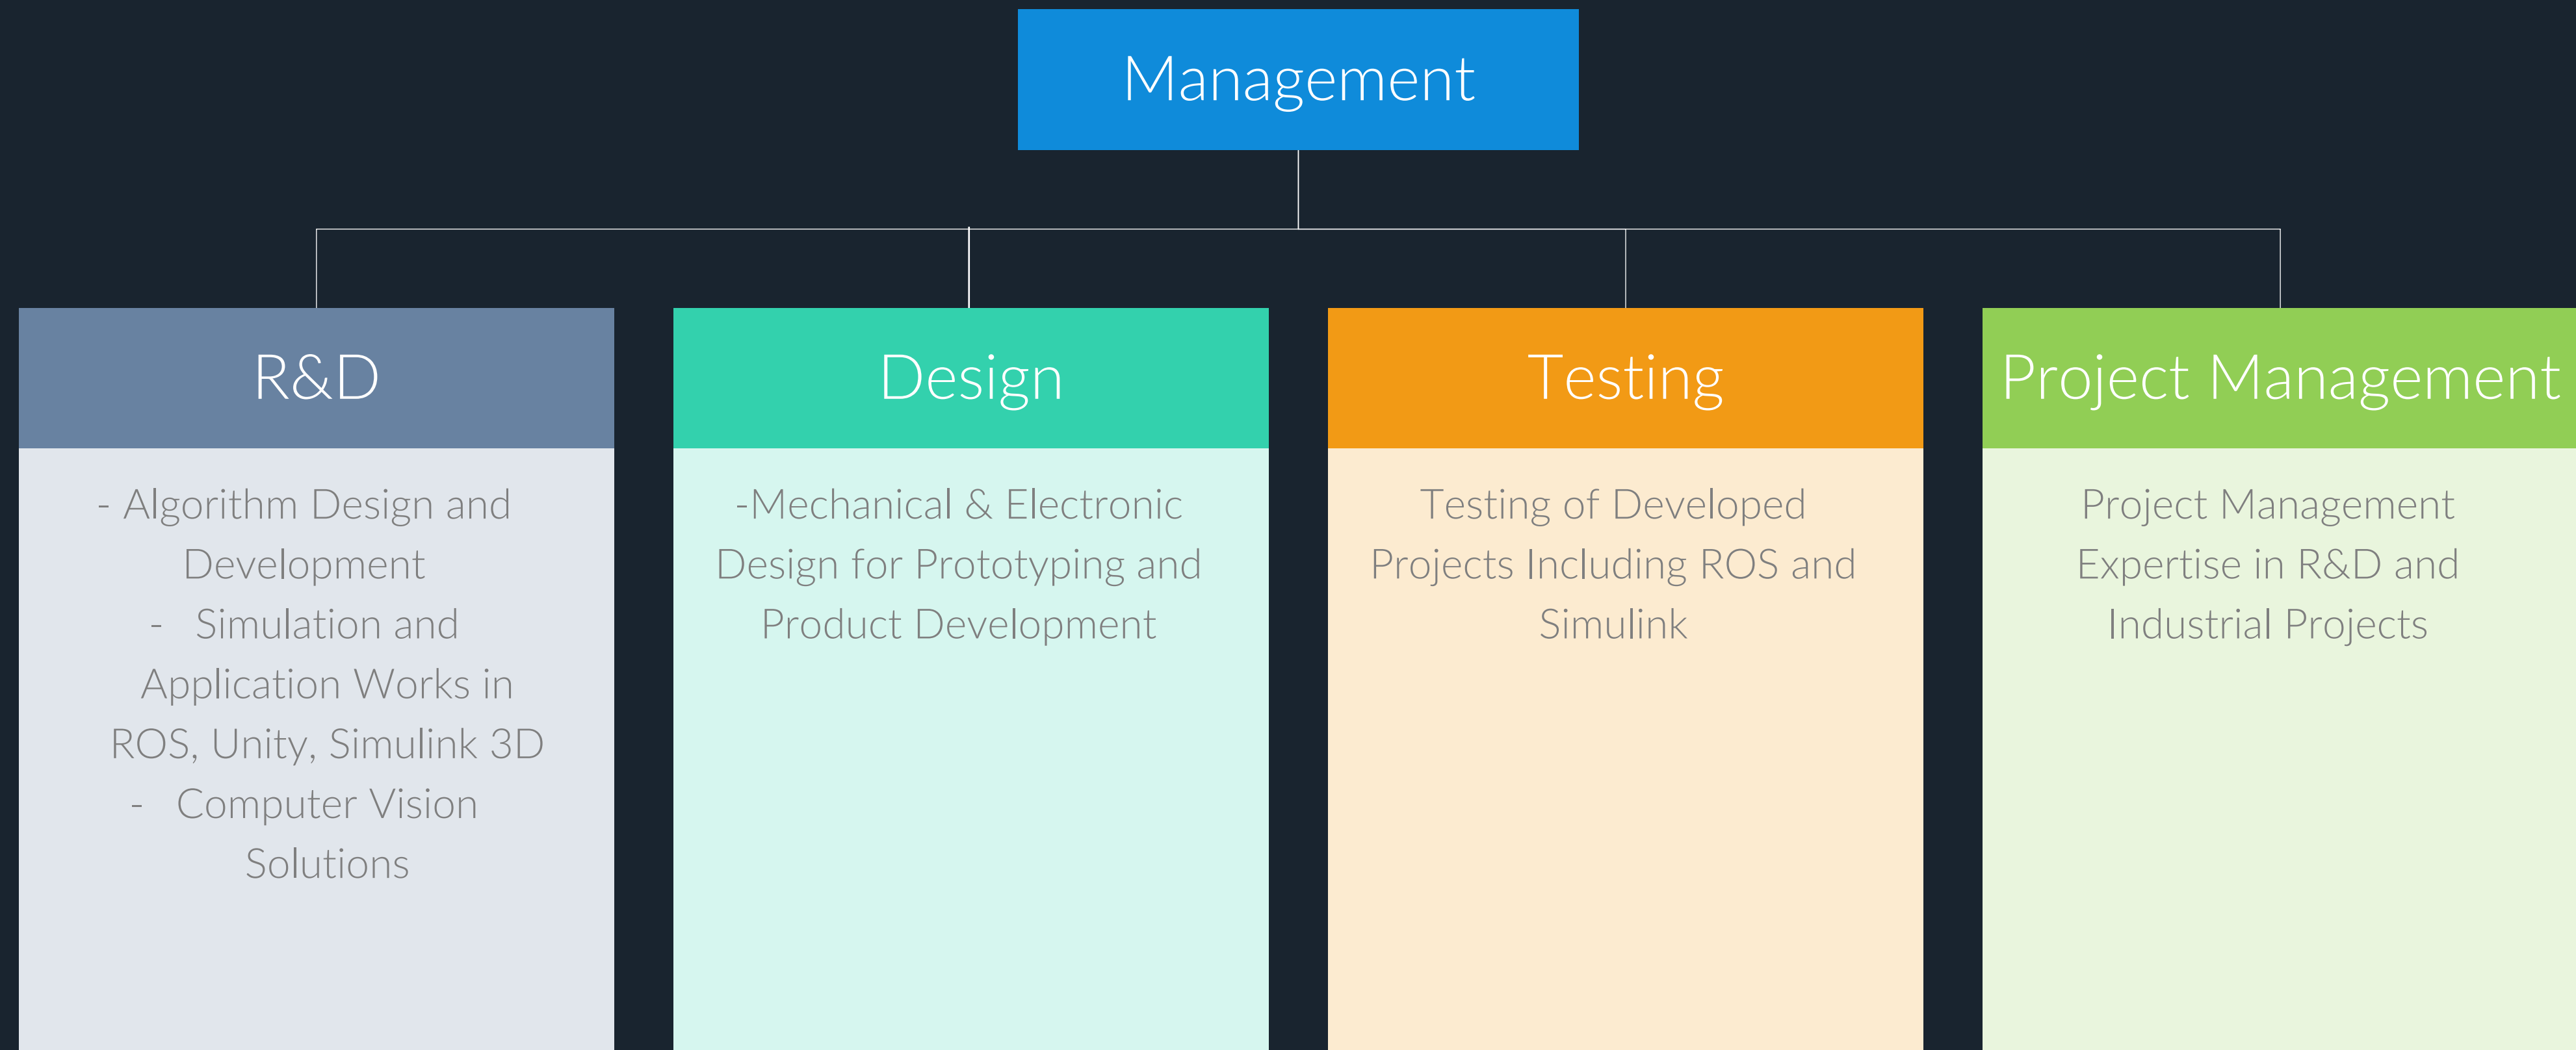 Management
R&D
- Algorithm Design and
Development
- Simulation and
Application Works in
ROS, Unity, Simulink 3D
- Computer Vision
Solutions
Design
-Mechanical & Electronic
Design for Prototyping and
Product Development
Testing
Testing of Developed
Projects Including ROS and
Simulink
Project Management
Project Management
Expertise in R&D and
Industrial Projects